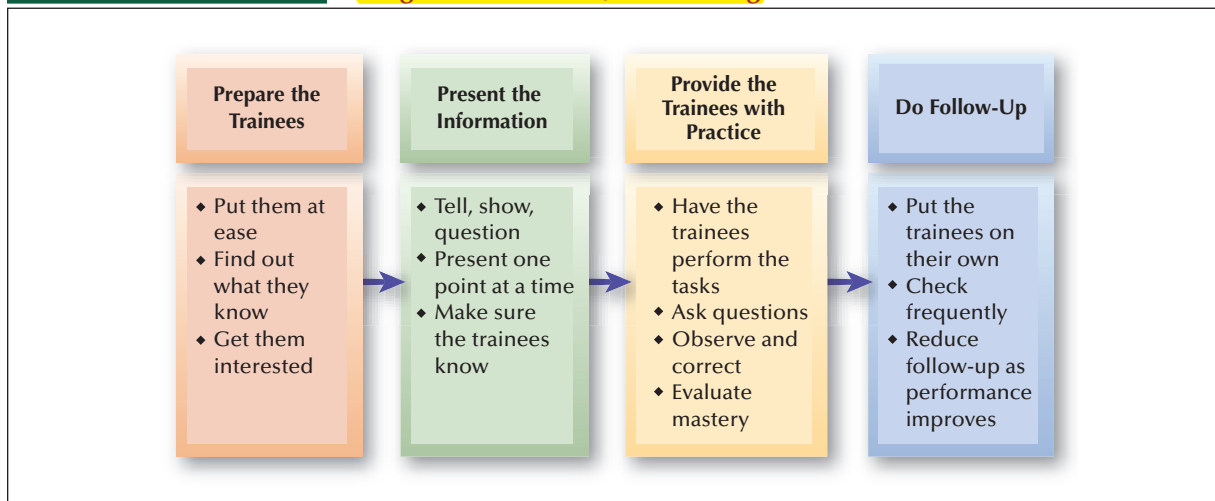 Prepare the
Trainees
◆ Put them at
ease
◆ Find out
what they
know
◆ Get them
interested
Present the
Information
◆ Tell, show,
question
◆ Present one
point at a time
◆ Make sure
the trainees
know
Provide the
Trainees with
Practice
◆ Have the
trainees
perform the
tasks
◆ Ask questions
◆ Observe and
correct
◆ Evaluate
mastery
Do Follow-Up
◆ Put the
trainees on
their own
◆ Check
frequently
◆ Reduce
follow-up as
performance
improves